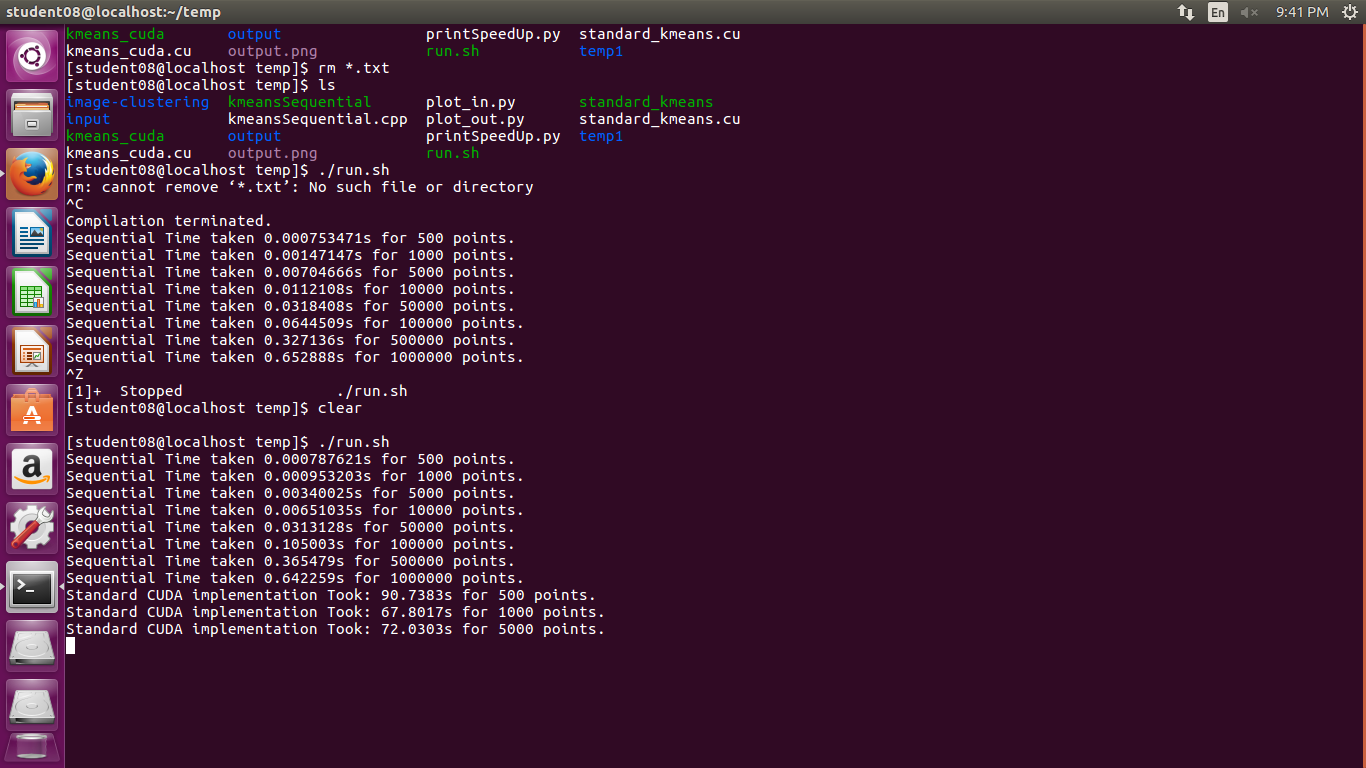 student08@localhost:~/temp En 9:41 PM
kmeans_cuda output printSpeedUp.py standard_kmeans.cu
kmeans_cuda.cu output.png run.sh temp1
[student08@localhost temp]$ rm *.txt
[student08@localhost temp]$ ls
image-clustering kmeansSequential plot_in.py standard_kmeans
input kmeansSequential.cpp plot_out.py standard_kmeans.cu
kmeans_cuda output printSpeedUp.py temp1
kmeans_cuda.cu output.png run.sh
[student08@localhost temp]$ ./run.sh
rm: cannot remove ‘*.txt’: No such file or directory
^C
Compilation terminated.
Sequential Time taken 0.000753471s for 500 points.
Sequential Time taken 0.00147147s for 1000 points.
Sequential Time taken 0.00704666s for 5000 points.
Sequential Time taken 0.0112108s for 10000 points.
Sequential Time taken 0.0318408s for 50000 points.
Sequential Time taken 0.0644509s for 100000 points.
Sequential Time taken 0.327136s for 500000 points.
Sequential Time taken 0.652888s for 1000000 points.
^Z
[1]+ Stopped ./run.sh
[student08@localhost temp]$ clear
[student08@localhost temp]$ ./run.sh
Sequential Time taken 0.000787621s for 500 points.
Sequential Time taken 0.000953203s for 1000 points.
Sequential Time taken 0.00340025s for 5000 points.
Sequential Time taken 0.00651035s for 10000 points.
Sequential Time taken 0.0313128s for 50000 points.
Sequential Time taken 0.105003s for 100000 points.
Sequential Time taken 0.365479s for 500000 points.
Sequential Time taken 0.642259s for 1000000 points.
Standard CUDA implementation Took: 90.7383s for 500 points.
Standard CUDA implementation Took: 67.8017s for 1000 points.
Standard CUDA implementation Took: 72.0303s for 5000 points.